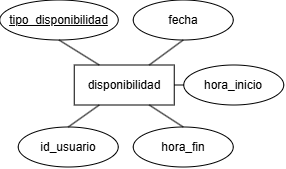 tipo_disponibilidad
fecha
disponibilidad
hora_inicio
id_usuario
hora_fin